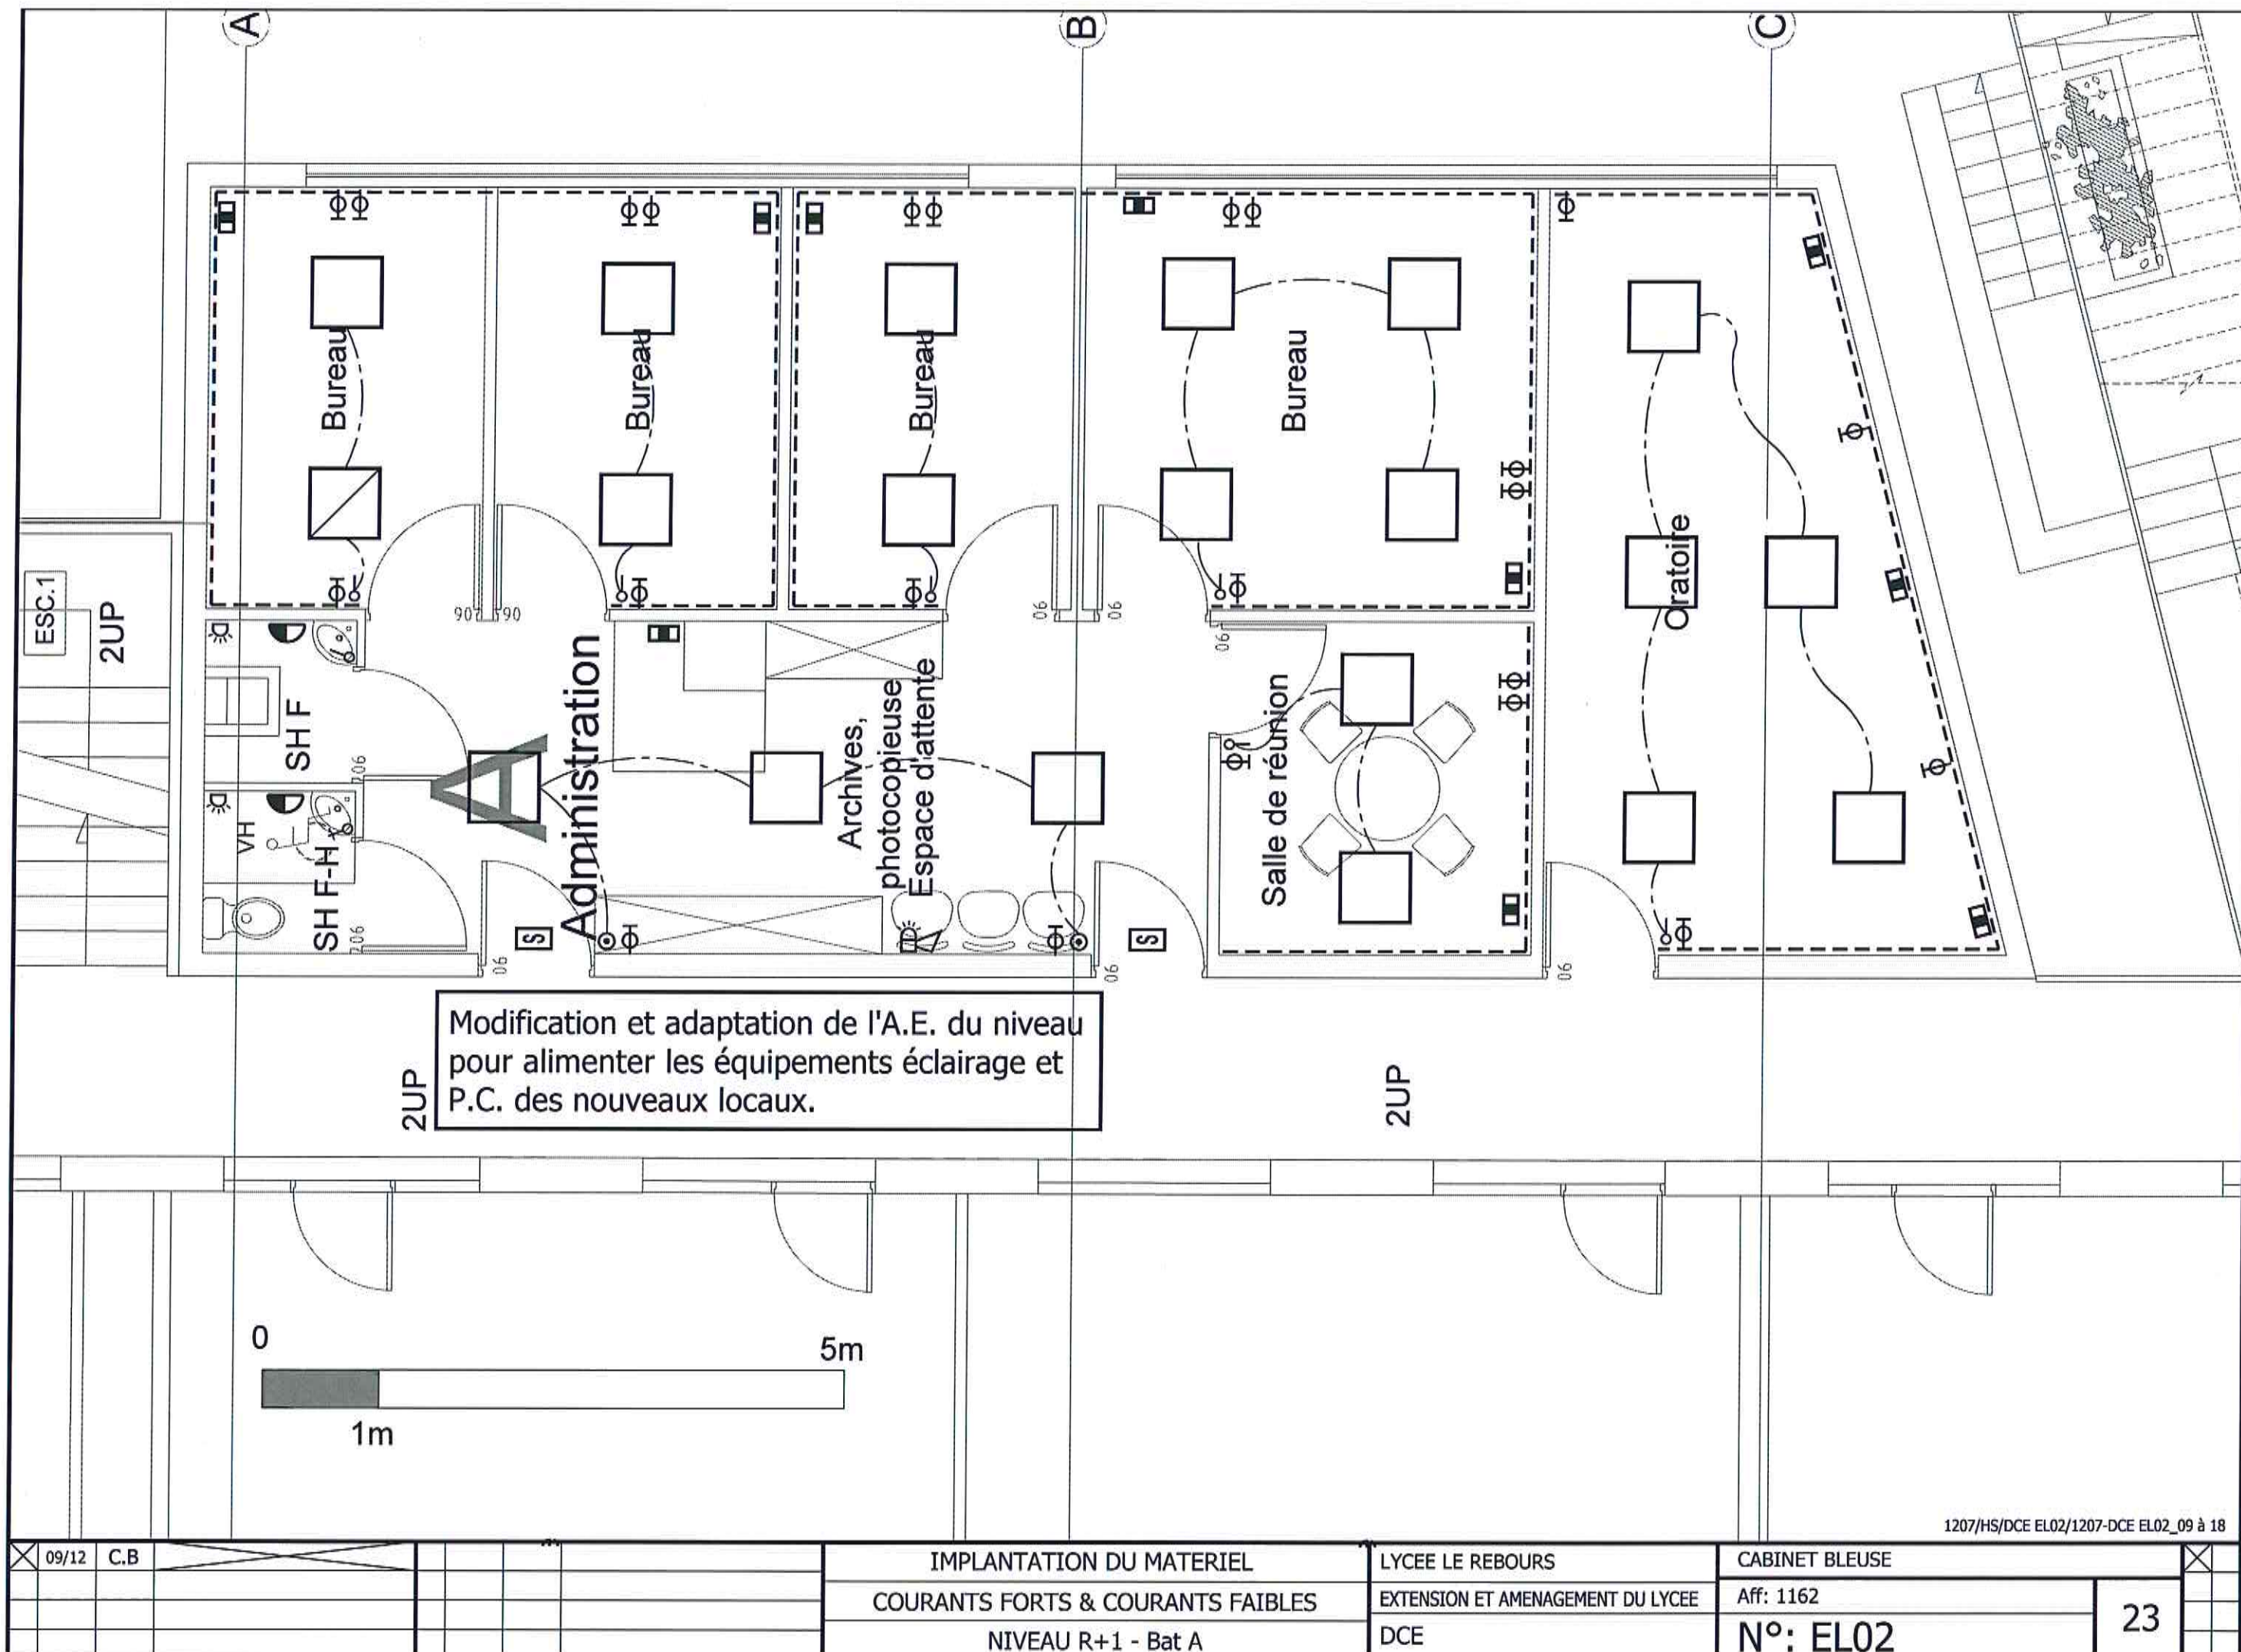 A
B
C
ESC.1
2UP
Bureau
Bureau
Bureau
Bureau
Oratoire
90
90
90
90
90
SH F
90
VH
SH F-H
90
A
Administration
Archives,
photocopieuse
Espace d'attente
Salle de réunion
S
S
90
90
90
Modification et adaptation de l'A.E. du niveau
pour alimenter les équipements éclairage et
P.C. des nouveaux locaux.
2UP
2UP
0
5m
1m
1207/HS/DCE EL02/1207-DCE EL02_09 à 18
09/12 C.B
IMPLANTATION DU MATERIEL
COURANTS FORTS & COURANTS FAIBLES
NIVEAU R+1 - Bat A
LYCEE LE REBOURS
EXTENSION ET AMENAGEMENT DU LYCEE
DCE
CABINET BLEUSE
Aff: 1162
N°: EL02
23